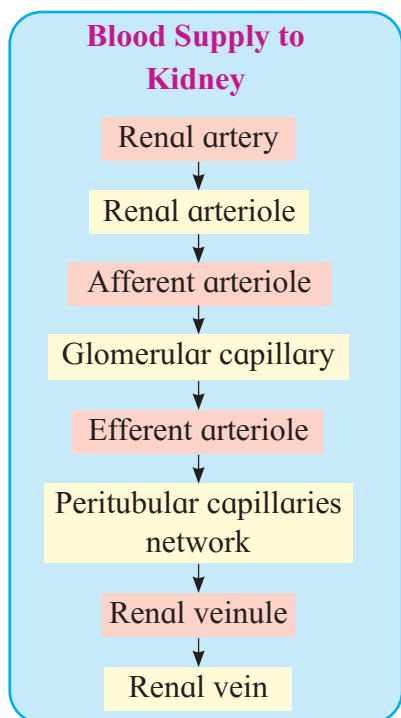 Blood Supply to
Kidney
Renal artery
Renal arteriole
Afferent arteriole
Glomerular capillary
Efferent arteriole
Peritubular capillaries
network
Renal veinule
Renal vein